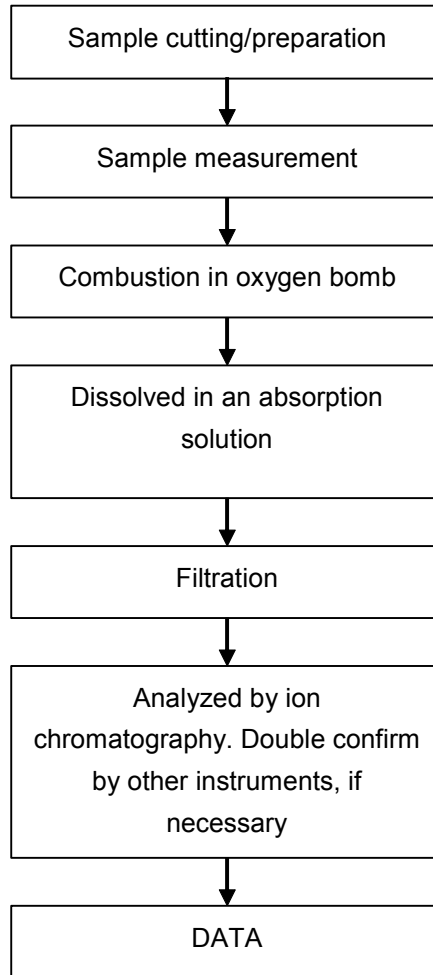 Sample cutting/preparation
Sample measurement
Combustion in oxygen bomb
Dissolved in an absorption
solution
Filtration
Analyzed by ion
chromatography. Double confirm
by other instruments, if
necessary
DATA